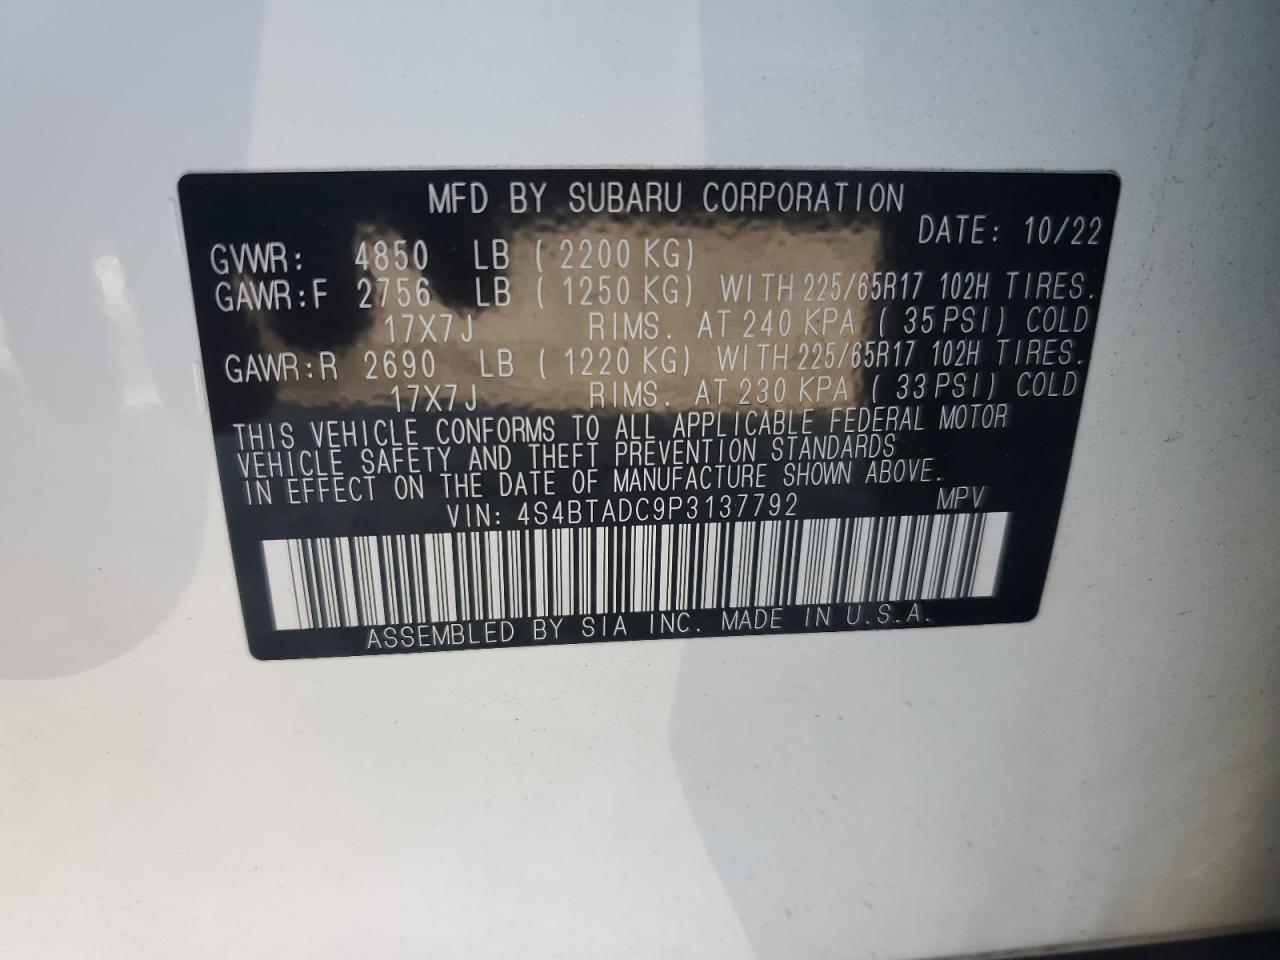 MFD BY SUBARU CORPORATION
DATE: 10/22
GVWR: 4850 LB ( 2200 KG)
GAWR:F 2756 LB ( 1250 KG) WITH 225/65R17 102H TIRES.
17X7J RIMS. AT 240 KPA ( 35 PSI) COLD
GAWR:R 2690 LB ( 1220 KG) WITH 225/65R17 102H TIRES.
17X7J RIMS. AT 230 KPA ( 33 PSI) COLD
THIS VEHICLE CONFORMS TO ALL APPLICABLE FEDERAL MOTOR
VEHICLE SAFETY AND THEFT PREVENTION STANDARDS
IN EFFECT ON THE DATE OF MANUFACTURE SHOWN ABOVE.
VIN: 4S4BTADC9P3137792 MPV
ASSEMBLED BY SIA INC. MADE IN U.S.A.